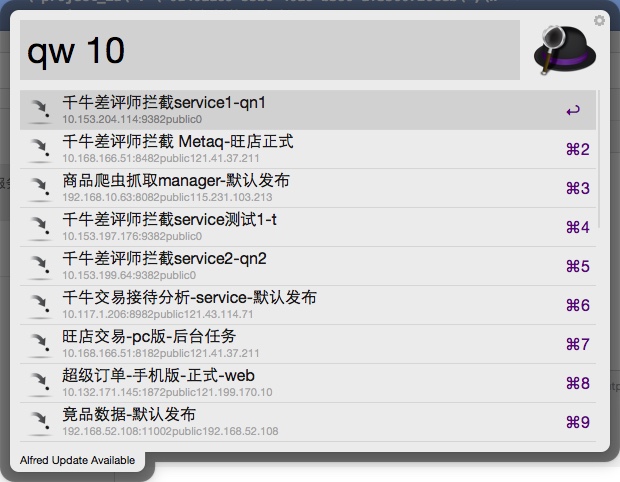 qw 10
千牛差评师拦截service1-qn1
10.153.204.114:9382public0
千牛差评师拦截 Metaq-旺店正式
⌘2
10.168.166.51:8482public121.41.37.211
商品爬虫抓取manager-默认发布
⌘3
192.168.10.63:8082public115.231.103.213
千牛差评师拦截service测试1-t
⌘4
10.153.197.176:9382public0
千牛差评师拦截service2-qn2
⌘5
10.153.199.64:9382public0
千牛交易接待分析-service-默认发布
⌘6
10.117.1.206:8982public121.43.114.71
旺店交易-pc版-后台任务
⌘7
10.168.166.51:8182public121.41.37.211
超级订单-手机版-正式-web
⌘8
10.132.171.145:1872public121.199.170.10
竟品数据-默认发布
⌘9
192.168.52.108:11002public192.168.52.108
Alfred Update Available